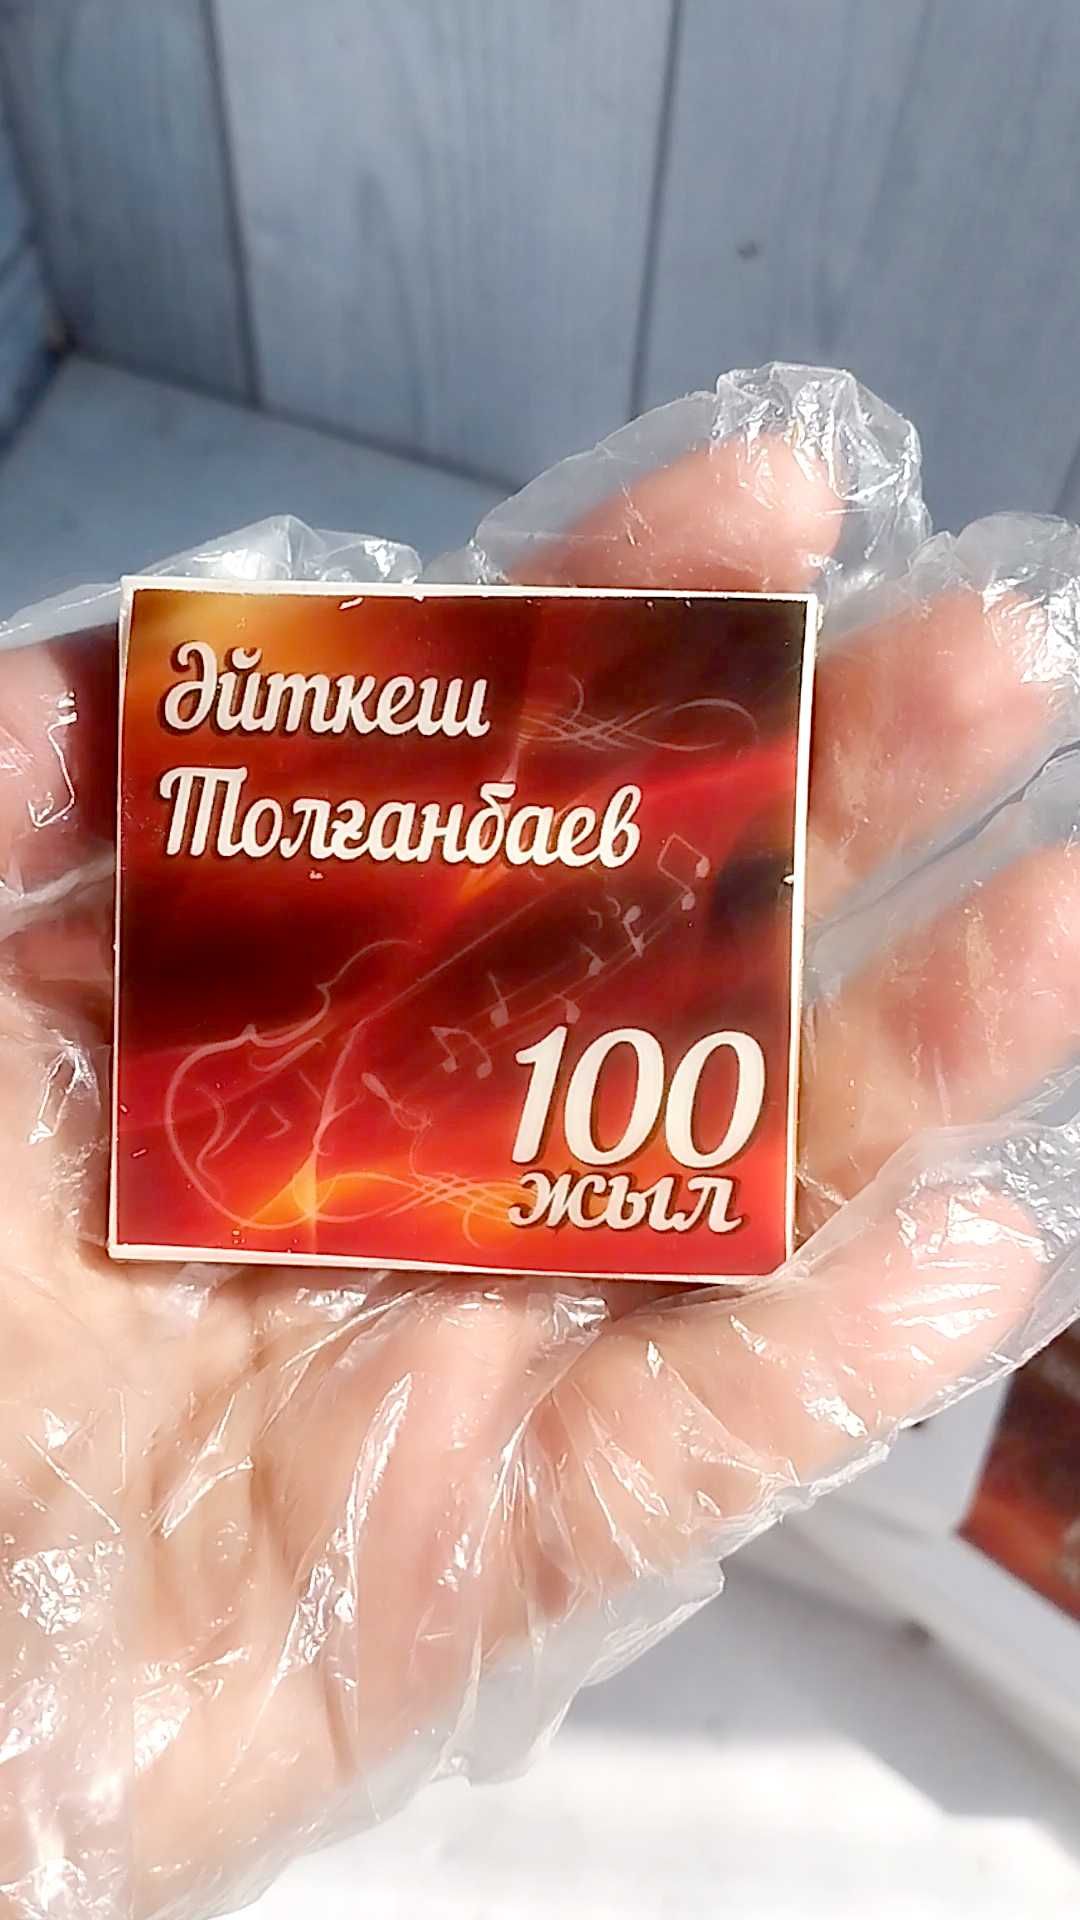 Әйткеш
Толғанбаев
100
жыл